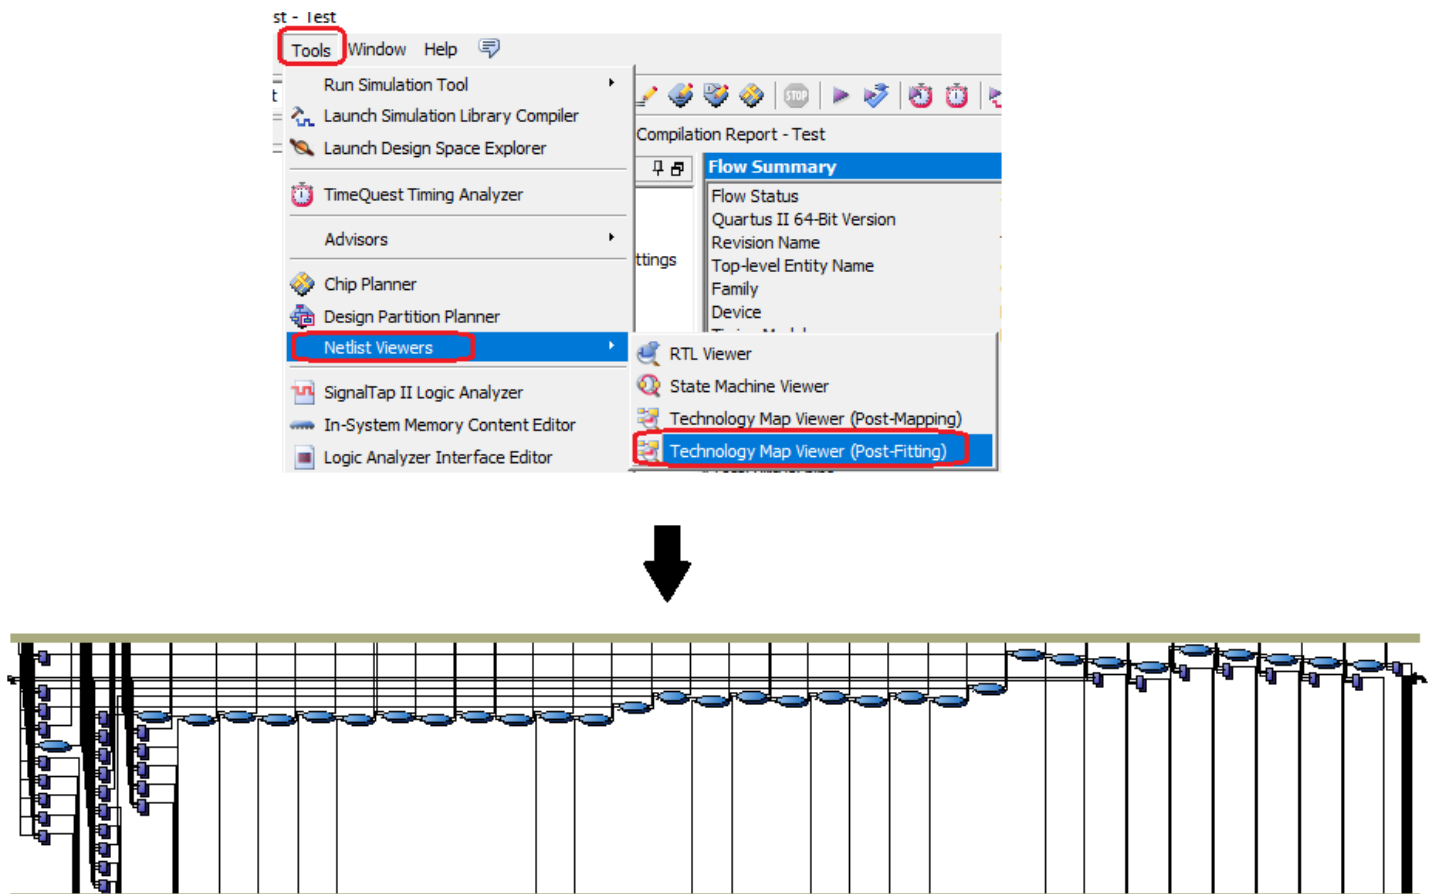 st - Test
Tools Window Help
Run Simulation Tool
t
Launch Simulation Library Compiler
STOP
Compilation Report - Test
Launch Design Space Explorer
Flow Summary
TimeQuest Timing Analyzer
Flow Status
Quartus II 64-Bit Version
Advisors
Revision Name
ttings
Top-level Entity Name
Chip Planner
Family
Design Partition Planner
Device
Netlist Viewers
RTL Viewer
State Machine Viewer
SignalTap II Logic Analyzer
Technology Map Viewer (Post-Mapping)
In-System Memory Content Editor
Technology Map Viewer (Post-Fitting)
Logic Analyzer Interface Editor